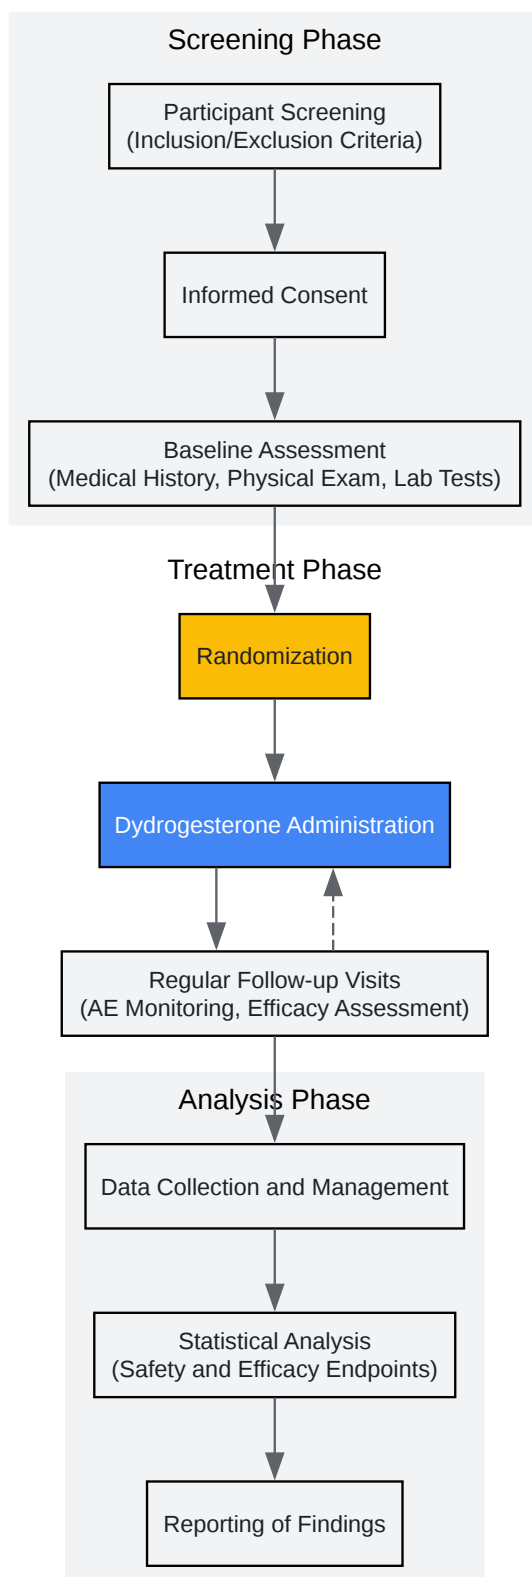 Screening Phase
Participant Screening
(Inclusion/Exclusion Criteria)
Informed Consent
Baseline Assessment
(Medical History, Physical Exam, Lab Tests)
Treatment Phase
Randomization
Dydrogesterone Administration
Regular Follow-up Visits
(AE Monitoring, Efficacy Assessment)
Analysis Phase
Data Collection and Management
Statistical Analysis
(Safety and Efficacy Endpoints)
Reporting of Findings